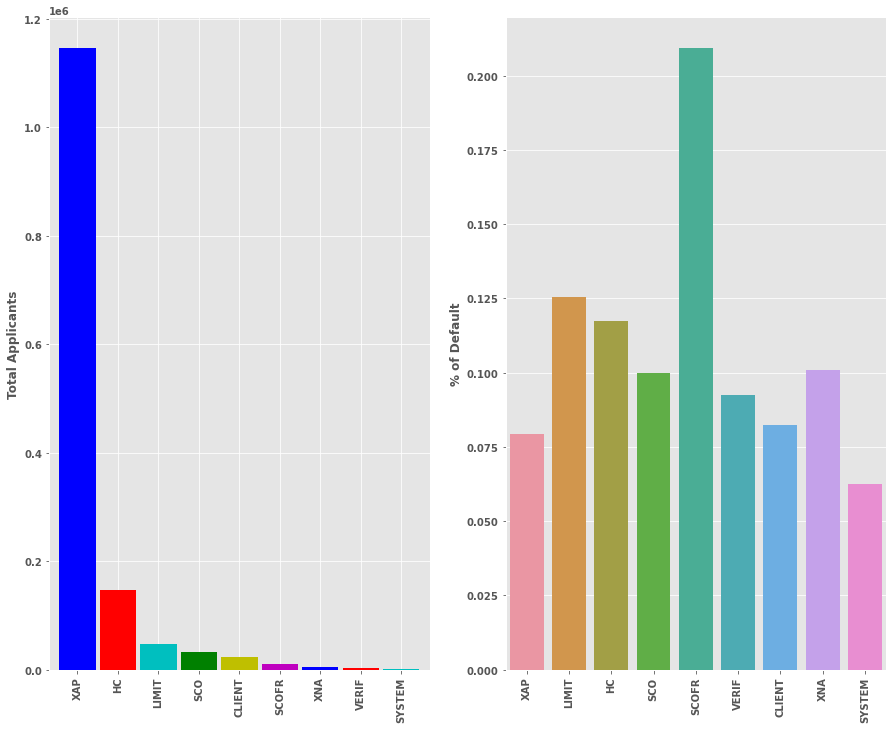 1e6
1.2
1.0
0.8
0.6
0.4
0.2
0.0
Total Applicants
XAP
HC
LIMIT
SCO
CLIENT
SCOFR
XNA
VERIF
SYSTEM
0.200
0.175
0.150
0.125
0.100
0.075
0.050
0.025
0.000
% of Default
XAP
LIMIT
HC
SCO
SCOFR
VERIF
CLIENT
XNA
SYSTEM